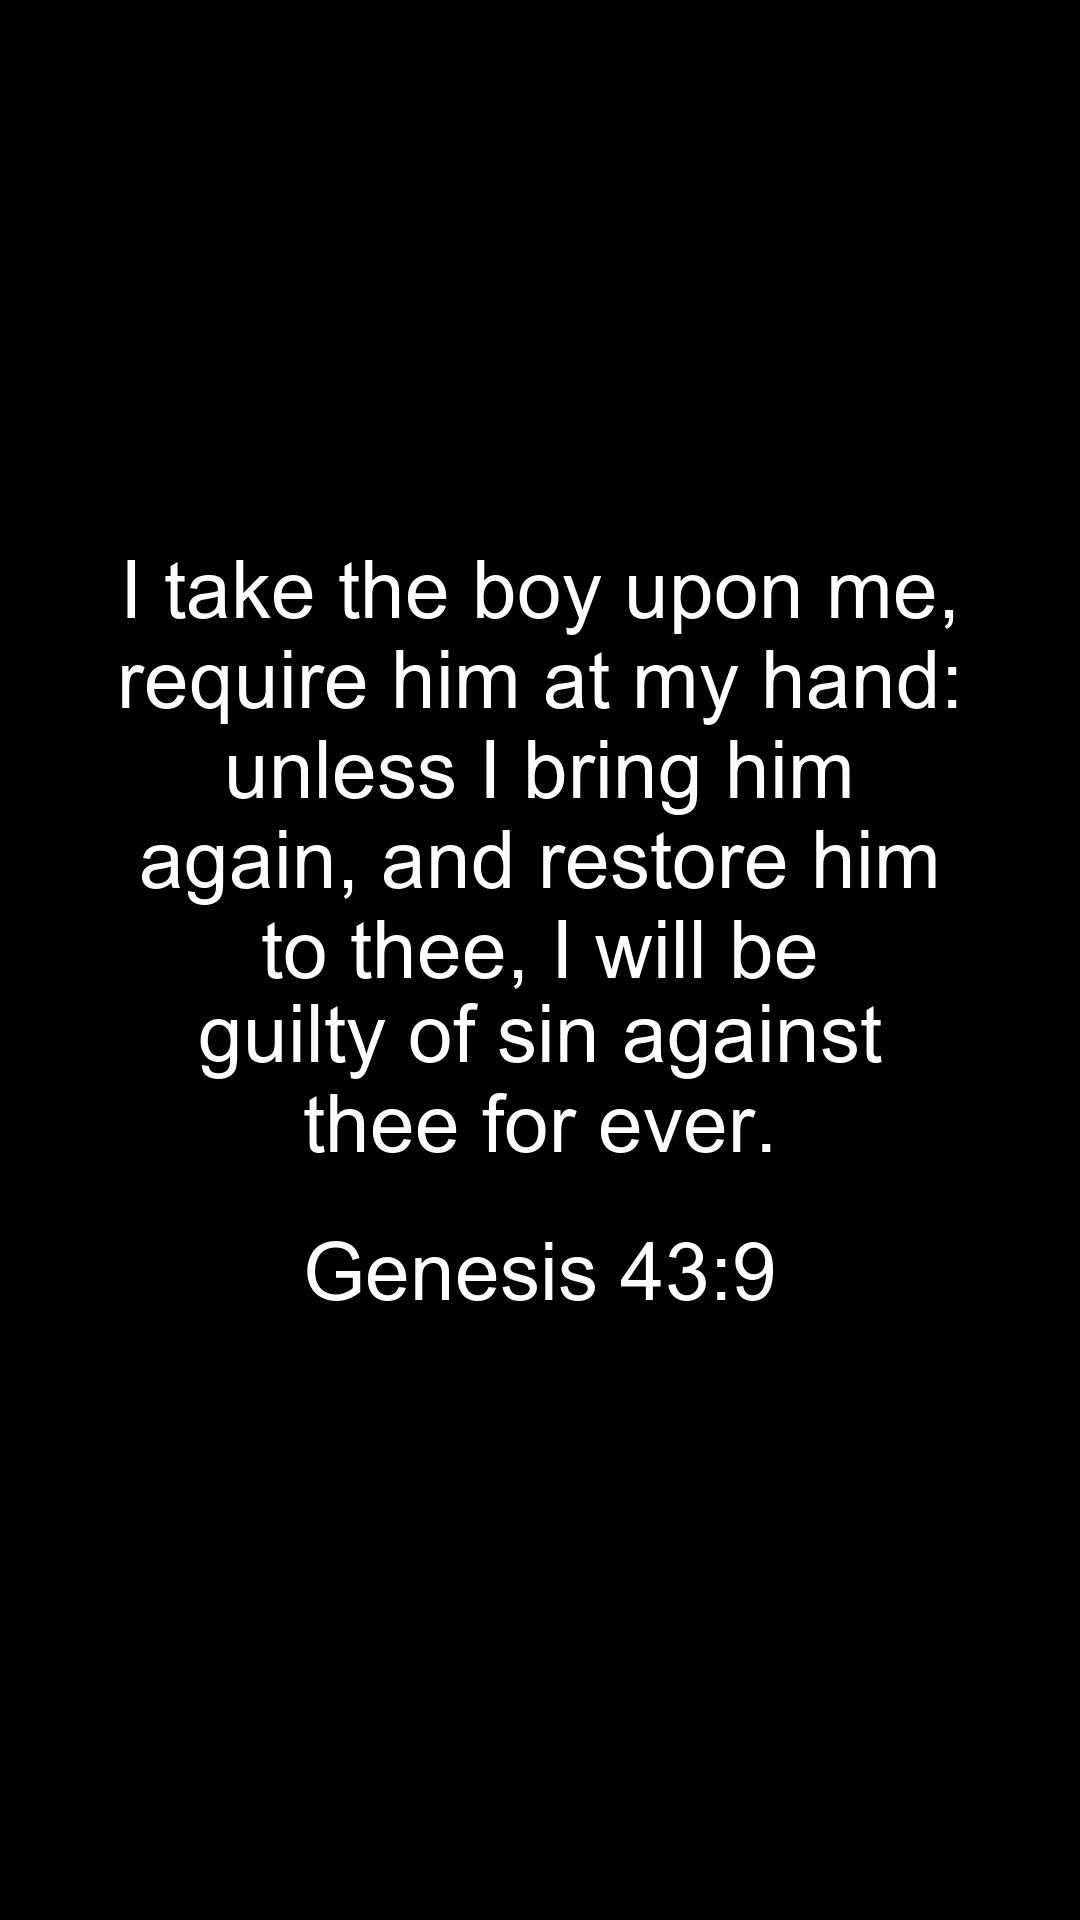 I take the boy upon me,
require him at my hand:
unless I bring him
again, and restore him
to thee, I will be
guilty of sin against
thee for ever.
Genesis 43:9